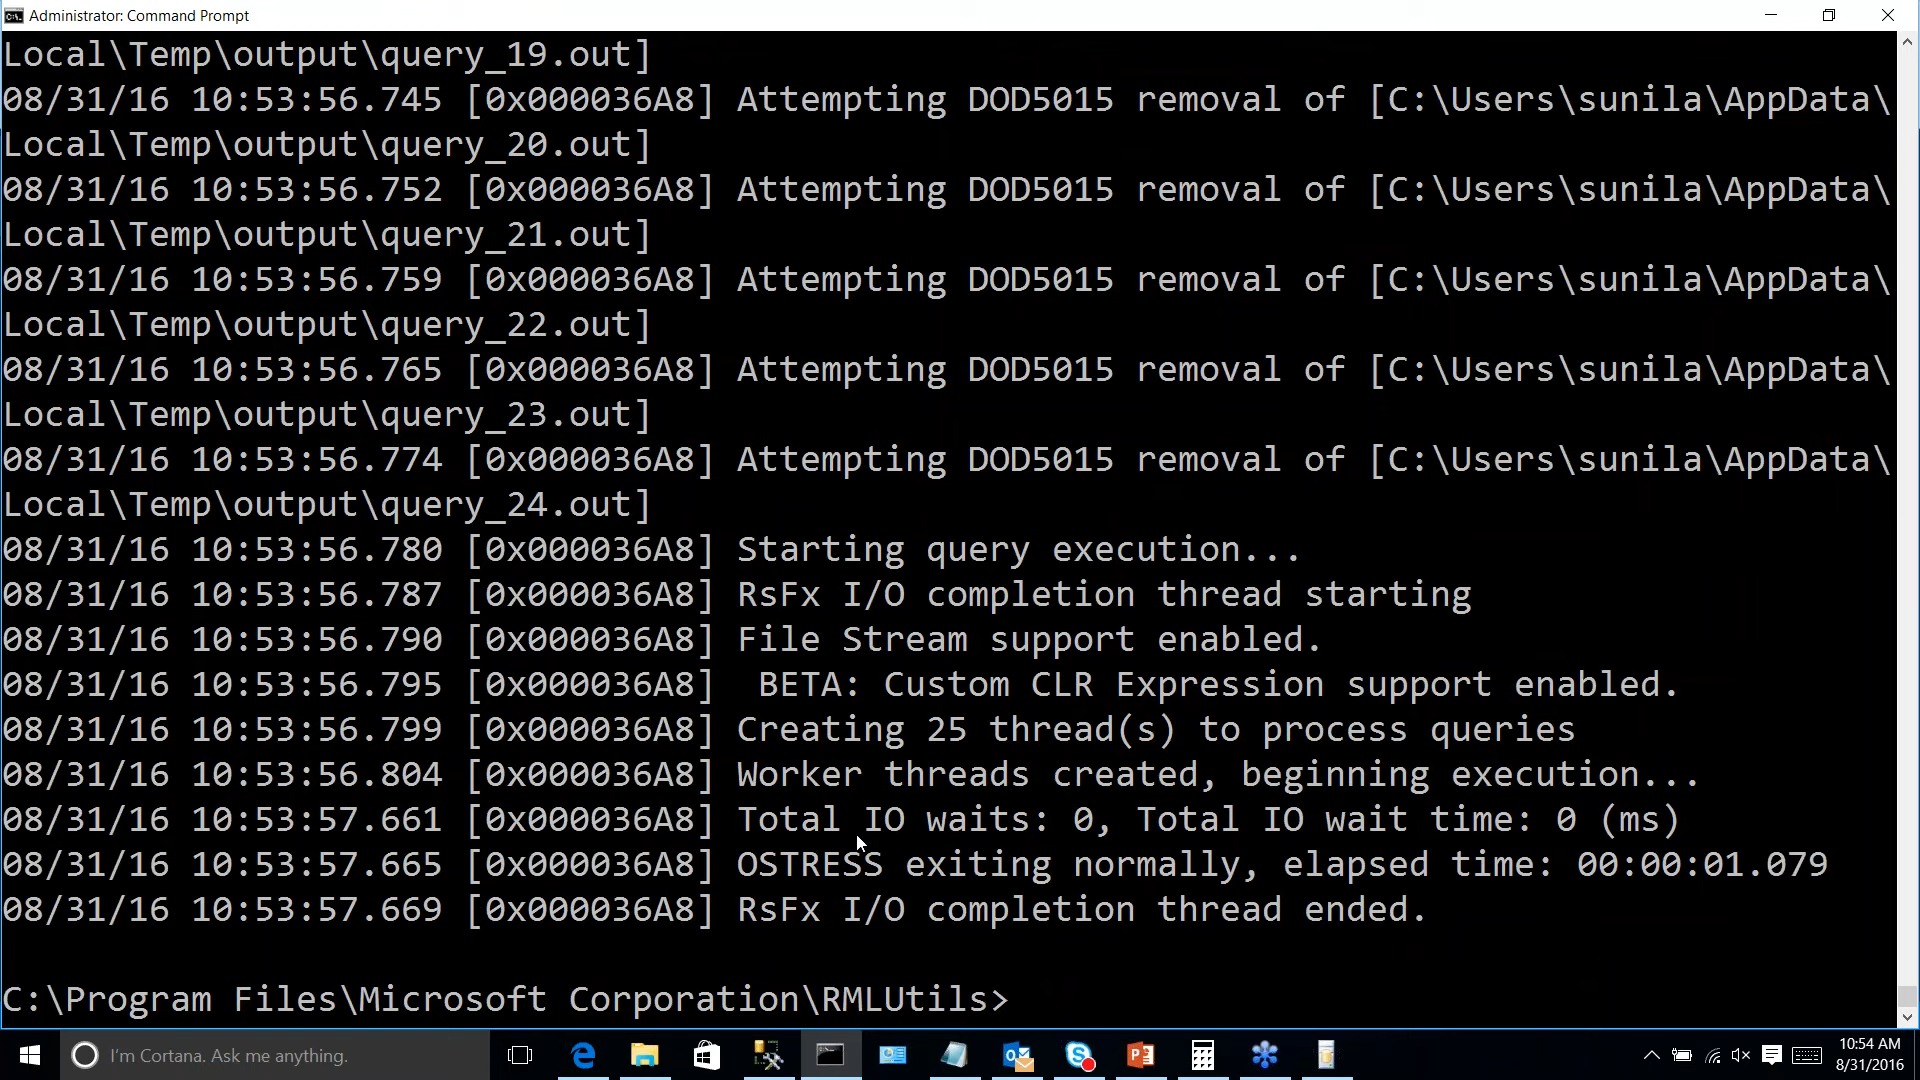 Administrator: Command Prompt
Local\Temp\output\query_19.out]
08/31/16 10:53:56.745 [0x000036A8] Attempting DOD5015 removal of [C:\Users\sunila\AppData\
Local\Temp\output\query_20.out]
08/31/16 10:53:56.752 [0x000036A8] Attempting DOD5015 removal of [C:\Users\sunila\AppData\
Local\Temp\output\query_21.out]
08/31/16 10:53:56.759 [0x000036A8] Attempting DOD5015 removal of [C:\Users\sunila\AppData\
Local\Temp\output\query_22.out]
08/31/16 10:53:56.765 [0x000036A8] Attempting DOD5015 removal of [C:\Users\sunila\AppData\
Local\Temp\output\query_23.out]
08/31/16 10:53:56.774 [0x000036A8] Attempting DOD5015 removal of [C:\Users\sunila\AppData\
Local\Temp\output\query_24.out]
08/31/16 10:53:56.780 [0x000036A8] Starting query execution...
08/31/16 10:53:56.787 [0x000036A8] RsFx I/O completion thread starting
08/31/16 10:53:56.790 [0x000036A8] File Stream support enabled.
08/31/16 10:53:56.795 [0x000036A8]  BETA: Custom CLR Expression support enabled.
08/31/16 10:53:56.799 [0x000036A8] Creating 25 thread(s) to process queries
08/31/16 10:53:56.804 [0x000036A8] Worker threads created, beginning execution...
08/31/16 10:53:57.661 [0x000036A8] Total IO waits: 0, Total IO wait time: 0 (ms)
08/31/16 10:53:57.665 [0x000036A8] OSTRESS exiting normally, elapsed time: 00:00:01.079
08/31/16 10:53:57.669 [0x000036A8] RsFx I/O completion thread ended.
C:\Program Files\Microsoft Corporation\RMLUtils>
I'm Cortana. Ask me anything.
10:54 AM
8/31/2016